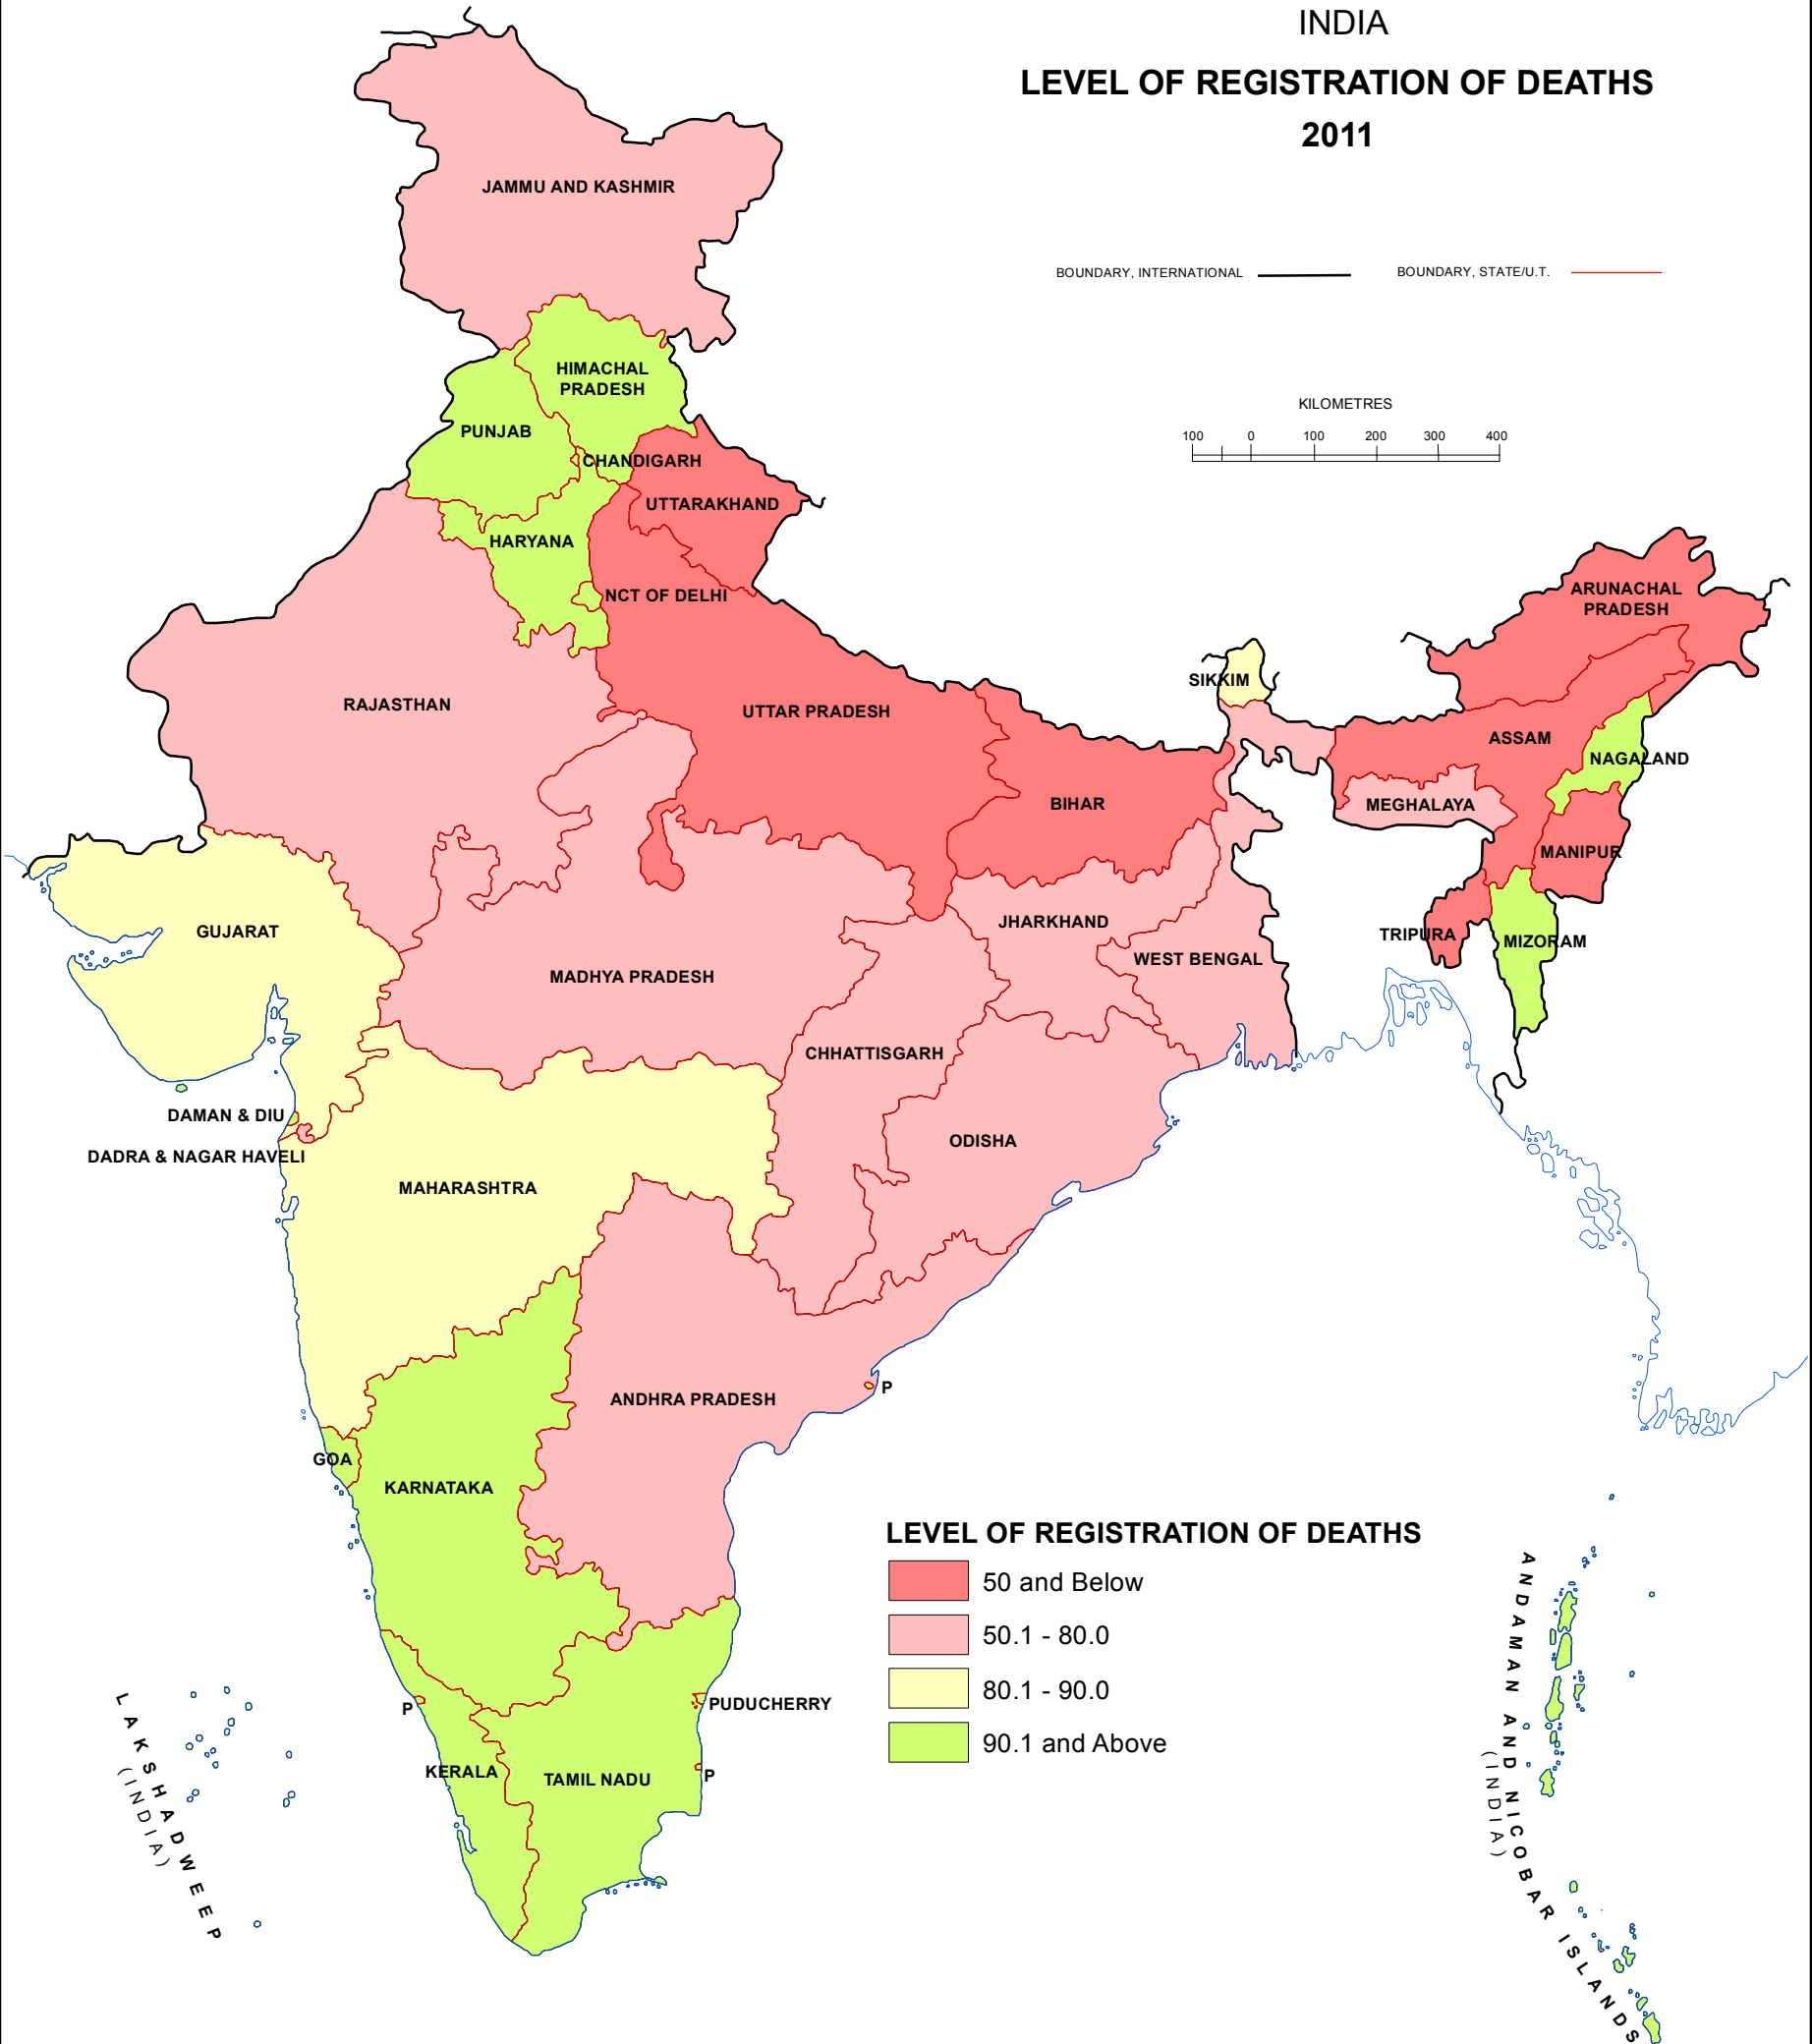 INDIA
LEVEL OF REGISTRATION OF DEATHS
2011
JAMMU AND KASHMIR
BOUNDARY, INTERNATIONAL
BOUNDARY, STATE/U.T.
HIMACHAL
PRADESH
KILOMETRES
100 0 100 200 300 400
PUNJAB
CHANDIGARH
UTTARAKHAND
HARYANA
NCT OF DELHI
ARUNACHAL
PRADESH
SIKKIM
RAJASTHAN
UTTAR PRADESH
ASSAM
NAGALAND
BIHAR
MEGHALAYA
MANIPUR
GUJARAT
JHARKHAND
TRIPURA
MIZORAM
WEST BENGAL
MADHYA PRADESH
CHHATTISGARH
DAMAN & DIU
ODISHA
DADRA & NAGAR HAVELI
MAHARASHTRA
P
ANDHRA PRADESH
GOA
KARNATAKA
LEVEL OF REGISTRATION OF DEATHS
50 and Below
50.1 - 80.0
80.1 - 90.0
90.1 and Above
P
PUDUCHERRY
KERALA
TAMIL NADU
P
LAKSHADWEEP
(INDIA)
ANDAMAN AND NICOBAR ISLANDS
(INDIA)